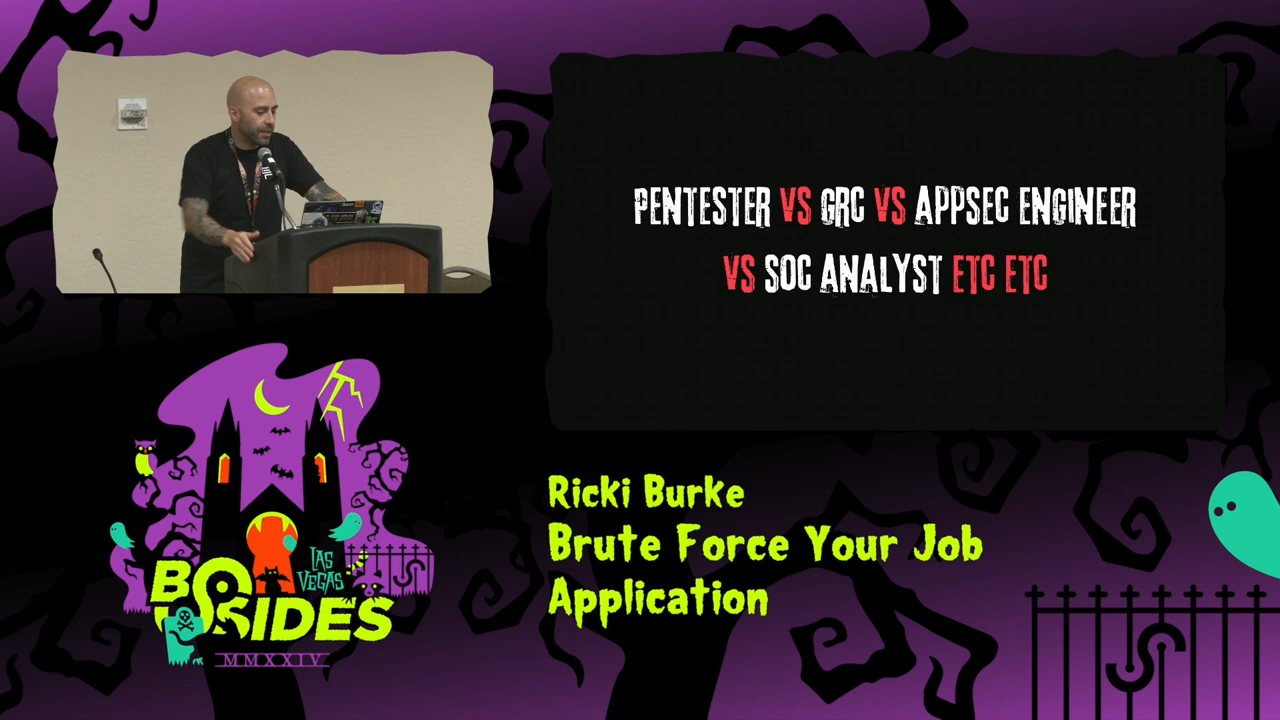 PENTESTER VS GRC VS APPSEC ENGINEER
VS SOC ANALYST ETC ETC
Ricki Burke
Brute Force Your Job
Application
LAS
VEGAS
BSIDES
MMXXIV